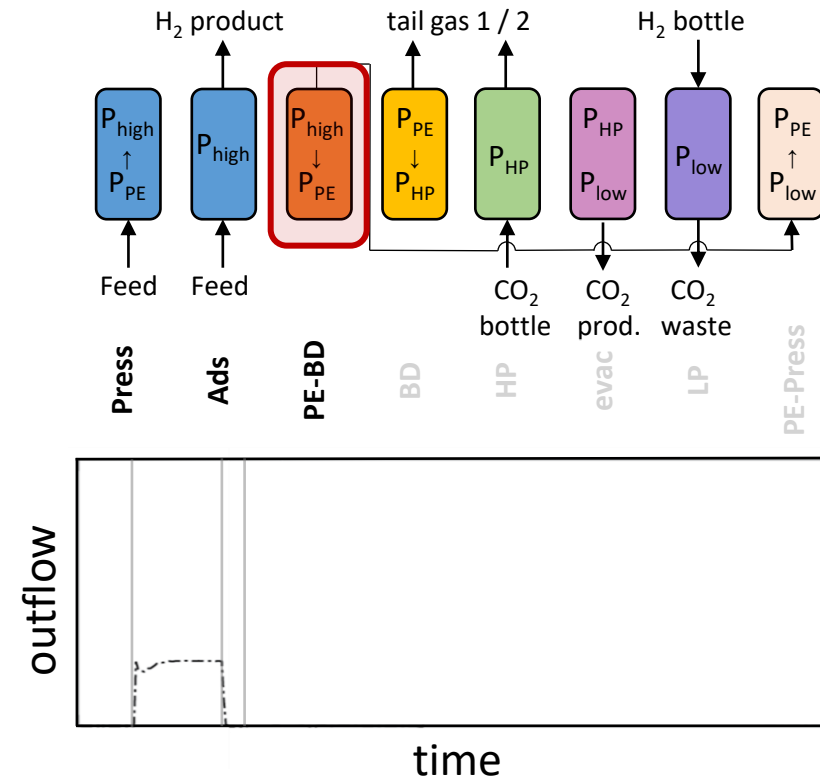 H2 product
tail gas 1 / 2
H2 bottle
Phigh
↑
PPE
Phigh
Phigh
↓
PPE
PPE
↓
PHP
PHP
PHP
Plow
Plow
PPE
↑
Plow
Feed
Feed
CO2
bottle
CO2
prod.
CO2
waste
Press
Ads
PE-BD
BD
HP
evac
LP
PE-Press
outflow
time